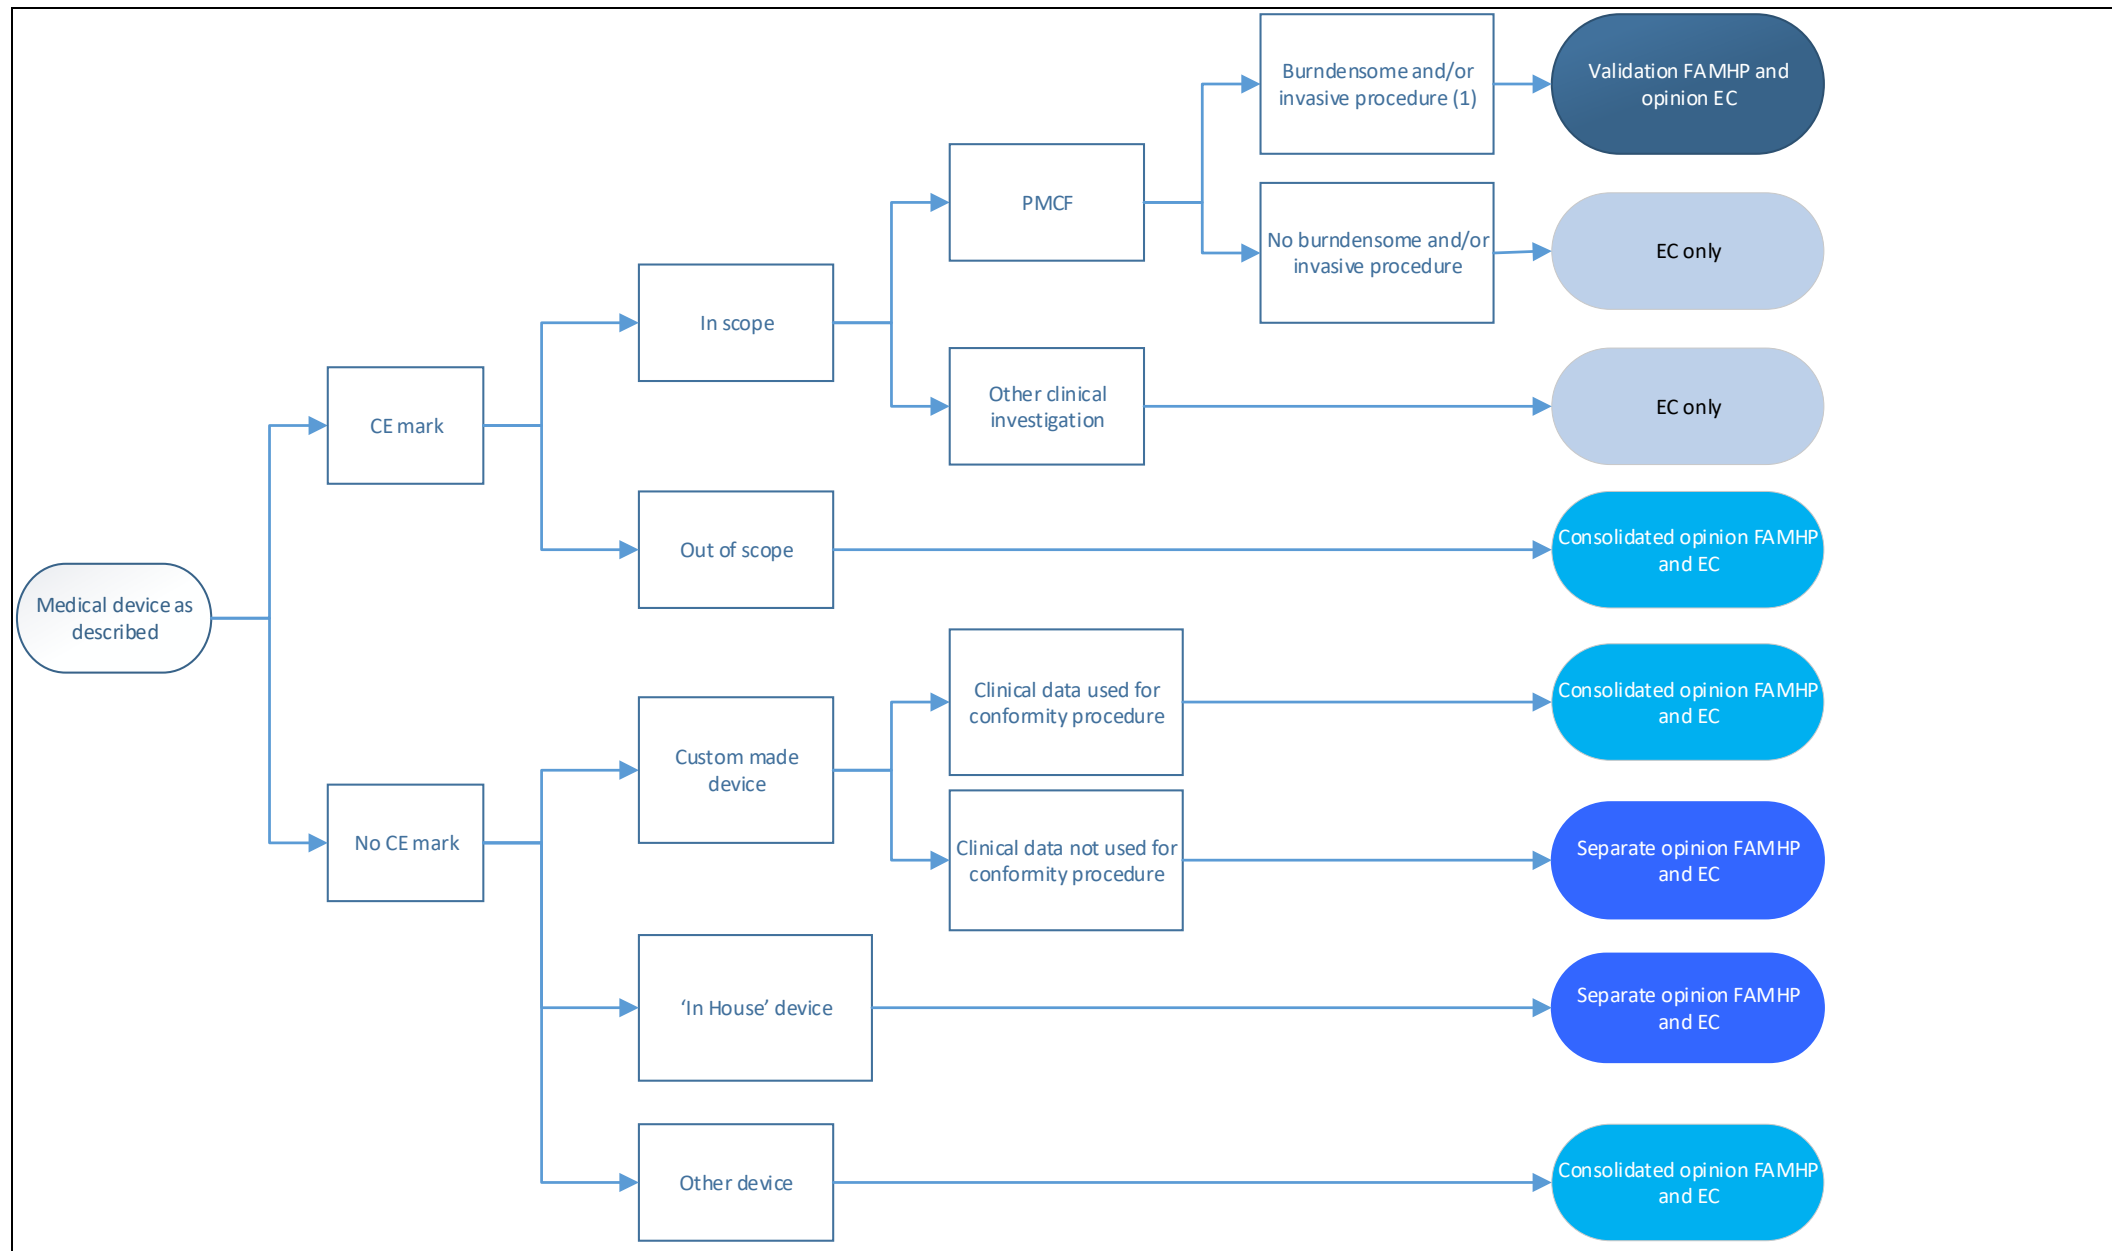 Burndensome and/or
invasive procedure (1)
Validation FAMHP and
opinion EC
PMCF
No burndensome and/or
invasive procedure
EC only
In scope
Other clinical
investigation
EC only
CE mark
Out of scope
Consolidated opinion FAMHP
and EC
Medical device as
described
Clinical data used for
conformity procedure
Consolidated opinion FAMHP
and EC
Custom made
device
No CE mark
Clinical data not used for
conformity procedure
Separate opinion FAMHP
and EC
‘In House’ device
Separate opinion FAMHP
and EC
Other device
Consolidated opinion FAMHP
and EC